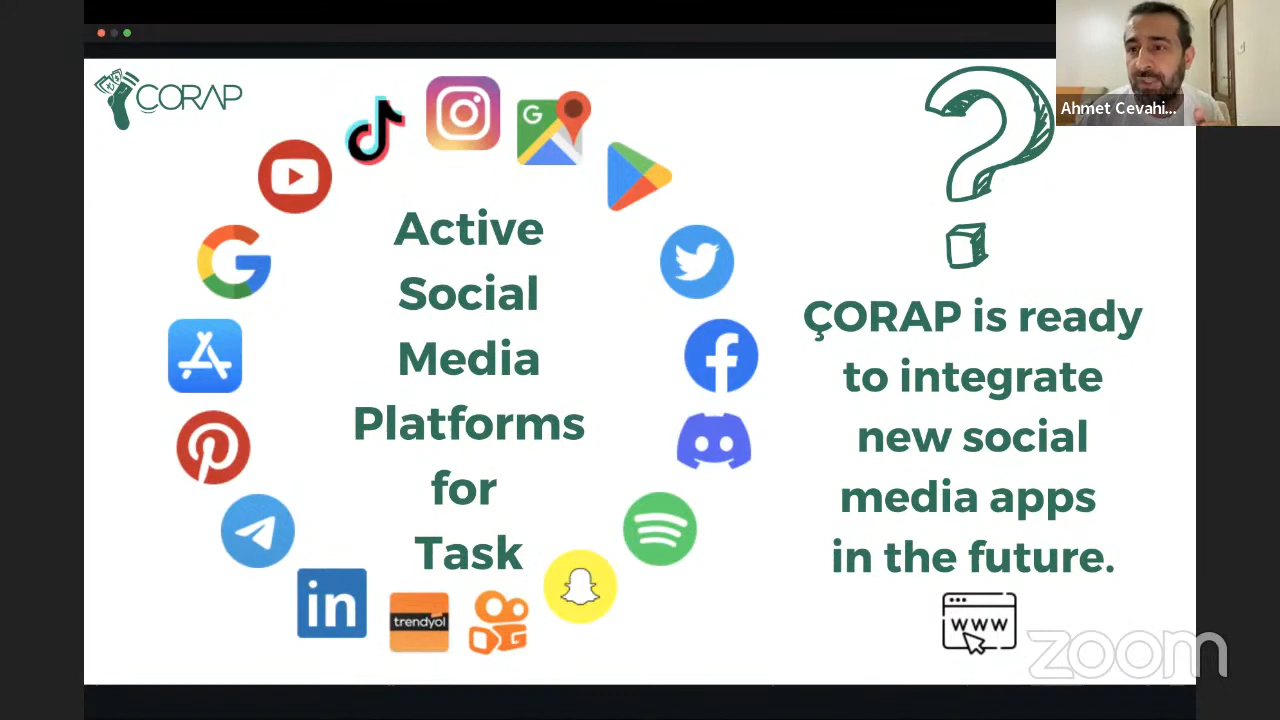 ÇORAP
Ahmet Cevahi...
Active
Social
Media
Platforms
for
Task
ÇORAP is ready
to integrate
new social
media apps
in the future.
in
trendyol
www
zoom